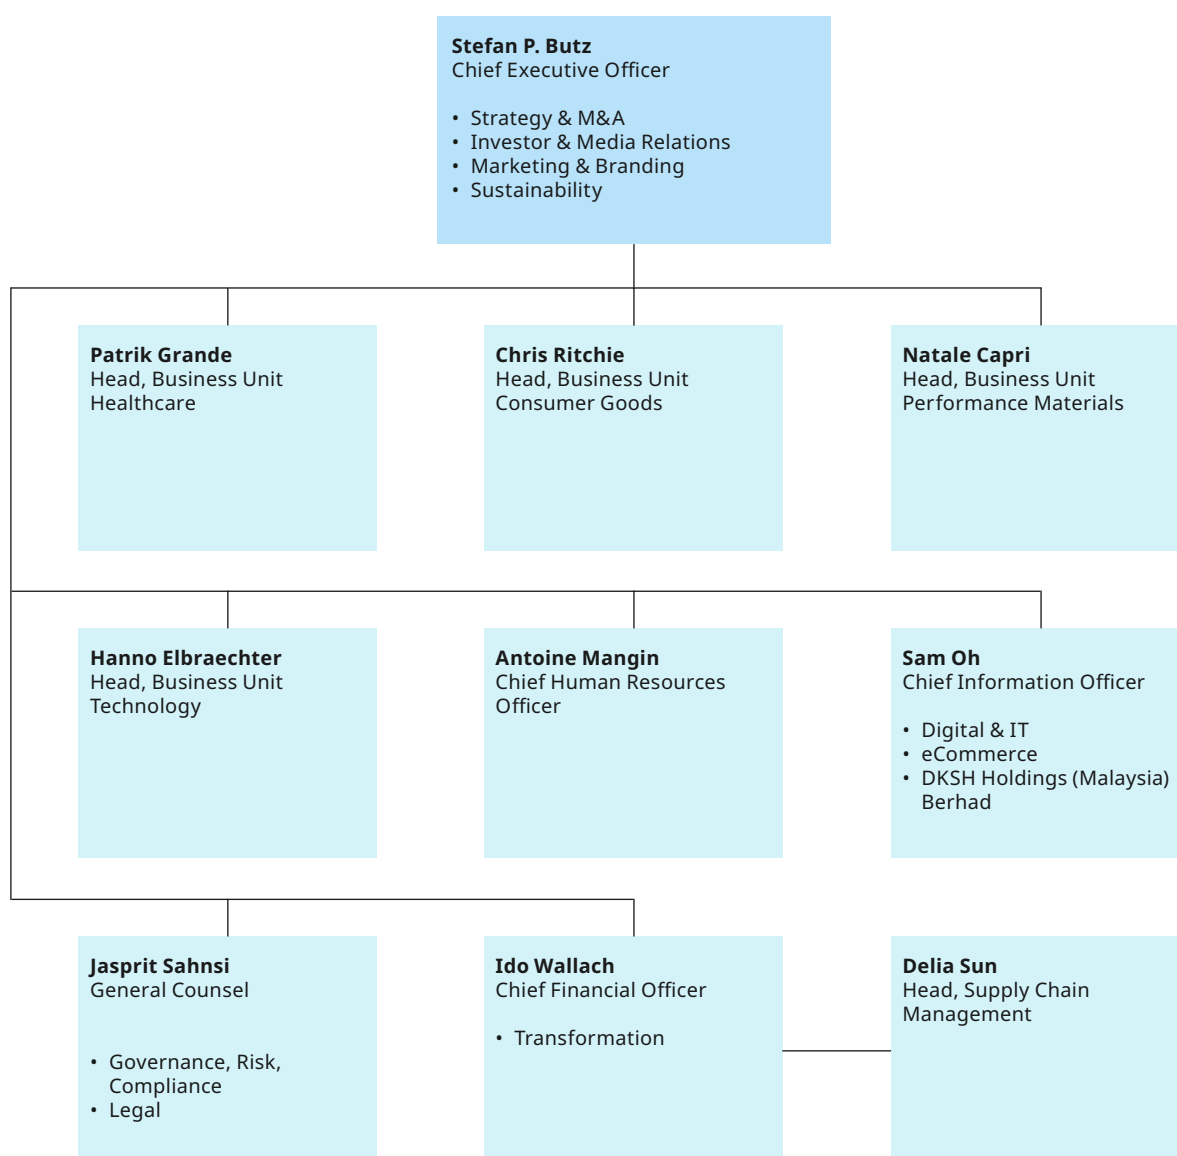 Stefan P. Butz
Chief Executive Officer
• Strategy & M&A
• Investor & Media Relations
• Marketing & Branding
• Sustainability
Patrik Grande
Head, Business Unit
Healthcare
Chris Ritchie
Head, Business Unit
Consumer Goods
Natale Capri
Head, Business Unit
Performance Materials
Hanno Elbraechter
Head, Business Unit
Technology
Antoine Mangin
Chief Human Resources
Officer
Sam Oh
Chief Information Officer
• Digital & IT
• eCommerce
• DKSH Holdings (Malaysia)
Berhad
Jasprit Sahnsi
General Counsel
• Governance, Risk,
Compliance
• Legal
Ido Wallach
Chief Financial Officer
• Transformation
Delia Sun
Head, Supply Chain
Management